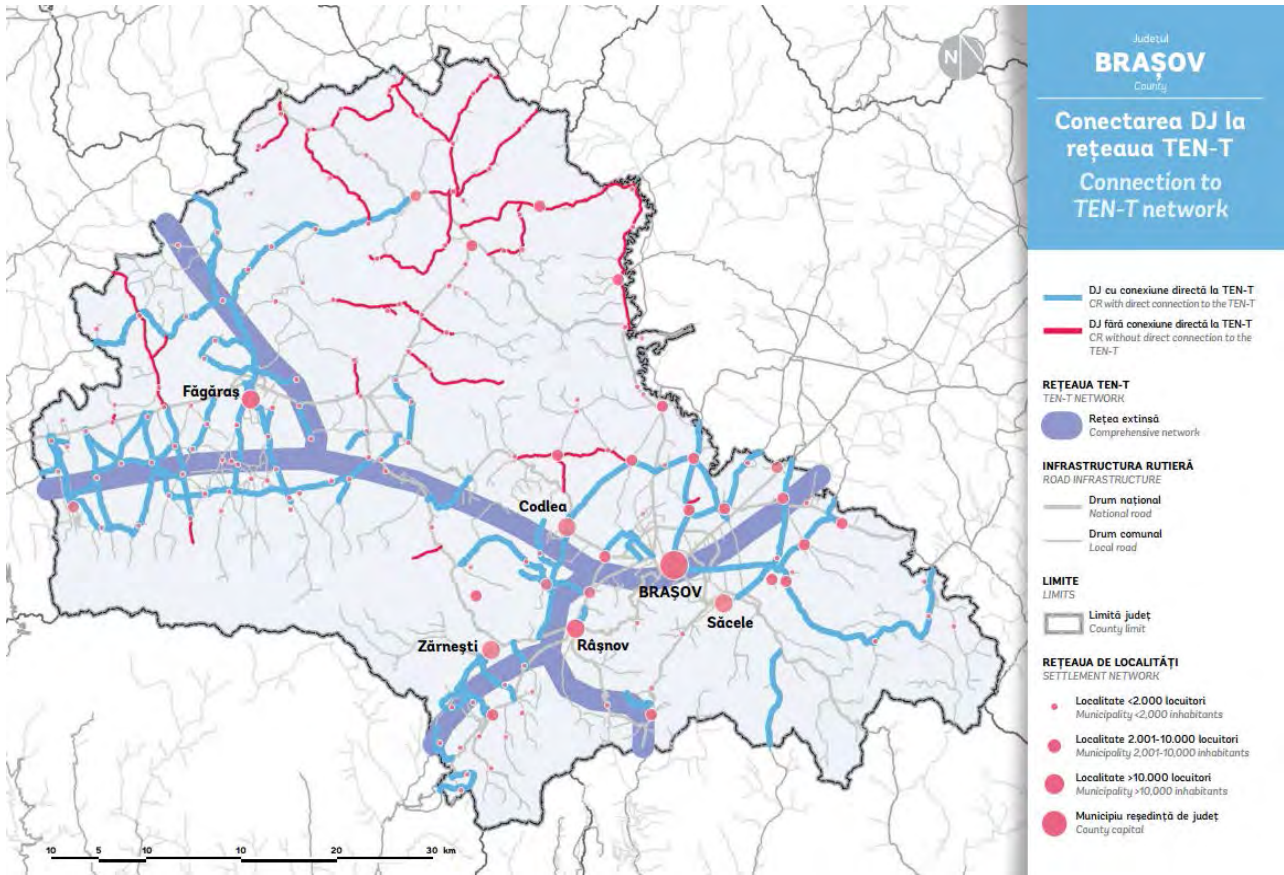 Făgăraș
Codlea
BRAȘOV
Săcele
Zărnești
Râșnov
10 5 10 10 20 30 km
N
Județul
BRAȘOV
County
Conectarea DJ la
rețeaua TEN-T
Connection to
TEN-T network
DJ cu conexiune directă la TEN-T
CR with direct connection to the TEN-T
DJ fără conexiune directă la TEN-T
CR without direct connection to the
TEN-T
REȚEAUA TEN-T
TEN-T NETWORK
Rețea extinsă
Comprehensive network
INFRASTRUCTURA RUTIERĂ
ROAD INFRASTRUCTURE
Drum național
National road
Drum comunal
Local road
LIMITE
LIMITS
Limită județ
County limit
REȚEAUA DE LOCALITĂȚI
SETTLEMENT NETWORK
Localitate <2.000 locuitori
Municipality <2,000 inhabitants
Localitate 2.001-10.000 locuitori
Municipality 2,001-10,000 inhabitants
Localitate >10.000 locuitori
Municipality >10,000 inhabitants
Municipiu reședință de județ
County capital